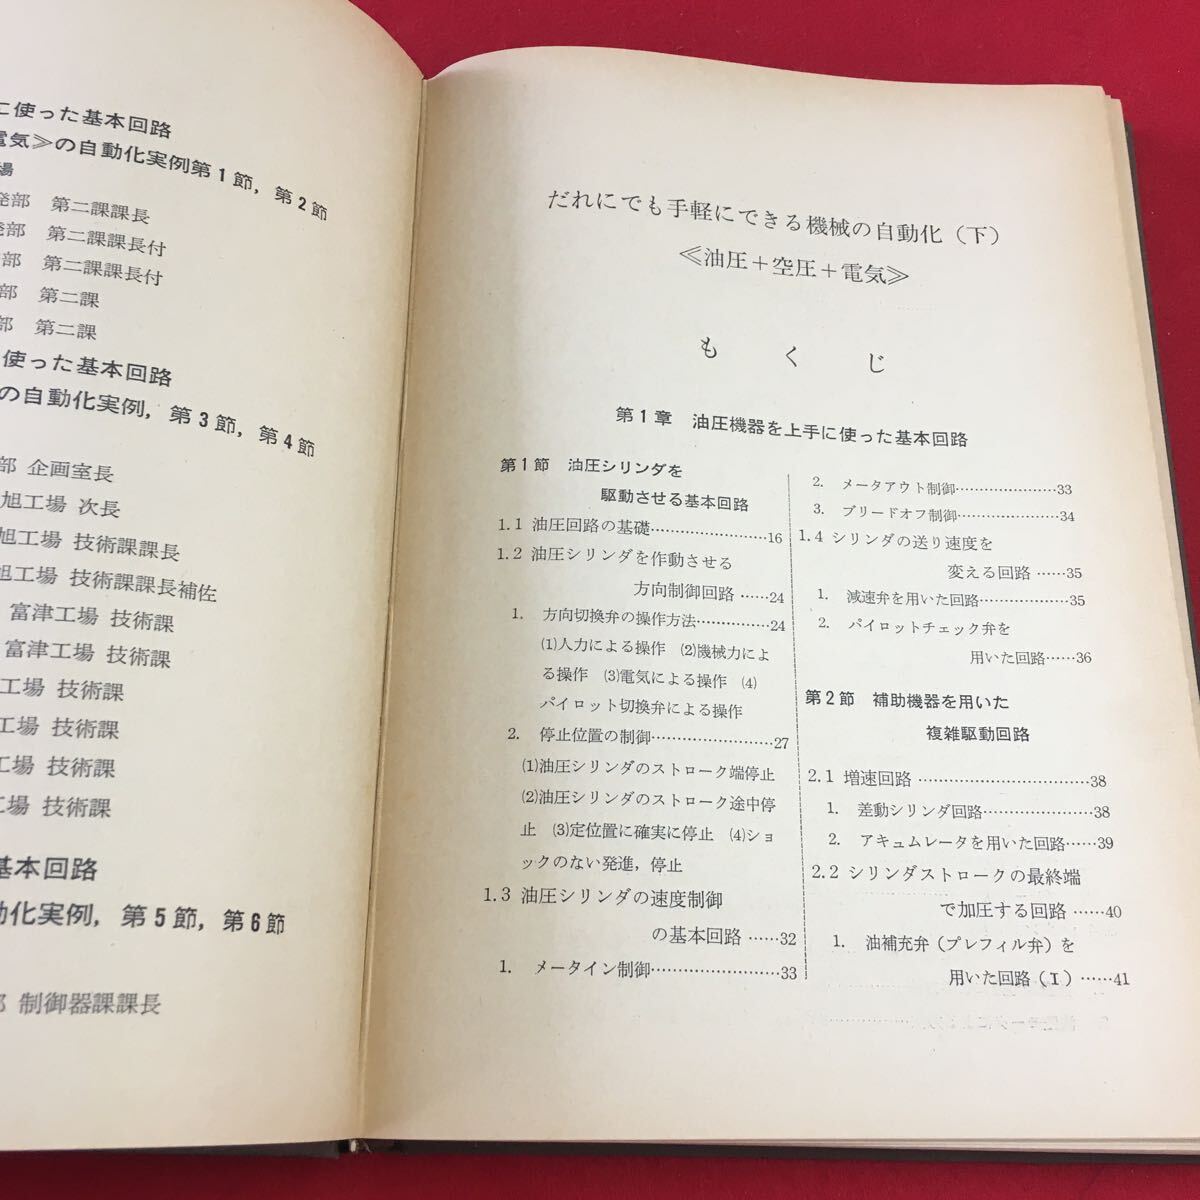 に使った基本回路
電気≫の自動化実例第1節，第2節
場
発部 第二課課長
発部 第二課課長付
部 第二課課長付
部 第二課
部 第二課
使った基本回路
の自動化実例，第3節，第4節
部 企画室長
旭工場 次長
旭工場 技術課課長
旭工場 技術課課長補佐
富津工場 技術課
富津工場 技術課
工場 技術課
工場 技術課
工場 技術課
工場 技術課
基本回路
動化実例，第5節，第6節
部 制御器課課長
だれにでも手軽にできる機械の自動化（下）
≪油圧＋空圧＋電気≫
もくじ
第1章 油圧機器を上手に使った基本回路
第1節 油圧シリンダを
駆動させる基本回路
1.1 油圧回路の基礎……………………16
1.2 油圧シリンダを作動させる
方向制御回路……24
1. 方向切換弁の操作方法……………24
(1)人力による操作 (2)機械力によ
る操作 (3)電気による操作 (4)
パイロット切換弁による操作
2. 停止位置の制御……………………27
(1)油圧シリンダのストローク端停止
(2)油圧シリンダのストローク途中停
止 (3)定位置に確実に停止 (4)ショ
ックのない発進，停止
1.3 油圧シリンダの速度制御
の基本回路……32
1. メータイン制御……………………33
2. メータアウト制御…………………33
3. ブリードオフ制御…………………34
1.4 シリンダの送り速度を
変える回路……35
1. 減速弁を用いた回路………………35
2. パイロットチェック弁を
用いた回路……36
第2節 補助機器を用いた
複雑駆動回路
2.1 増速回路……………………………38
1. 差動シリンダ回路…………………38
2. アキュムレータを用いた回路……39
2.2 シリンダストロークの最終端
で加圧する回路……40
1. 油補充弁（プレフィル弁）を
用いた回路（I）……41